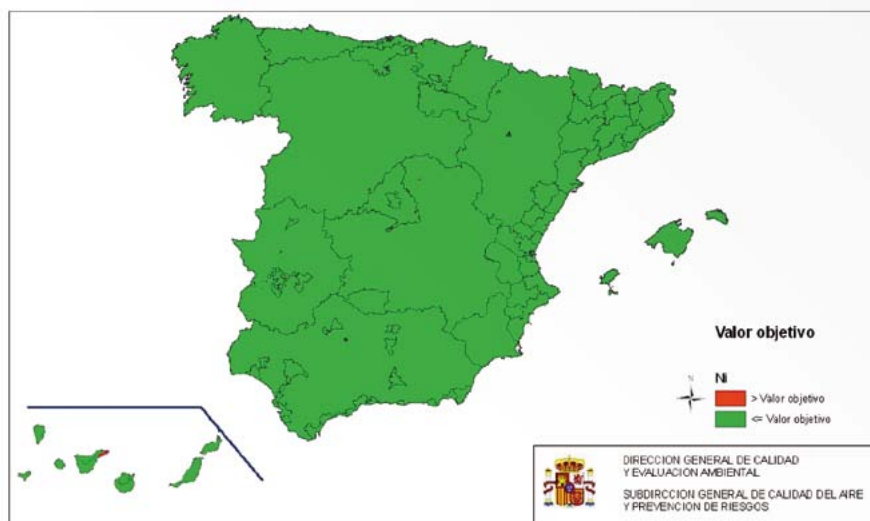 Valor objetivo
N
Ni
> Valor objetivo
<= Valor objetivo
DIRECCION GENERAL DE CALIDAD
Y EVALUACION AMBIENTAL
SUBDIRCCION GENERAL DE CALIDAD DEL AIRE
Y PREVENCION DE RIESGOS